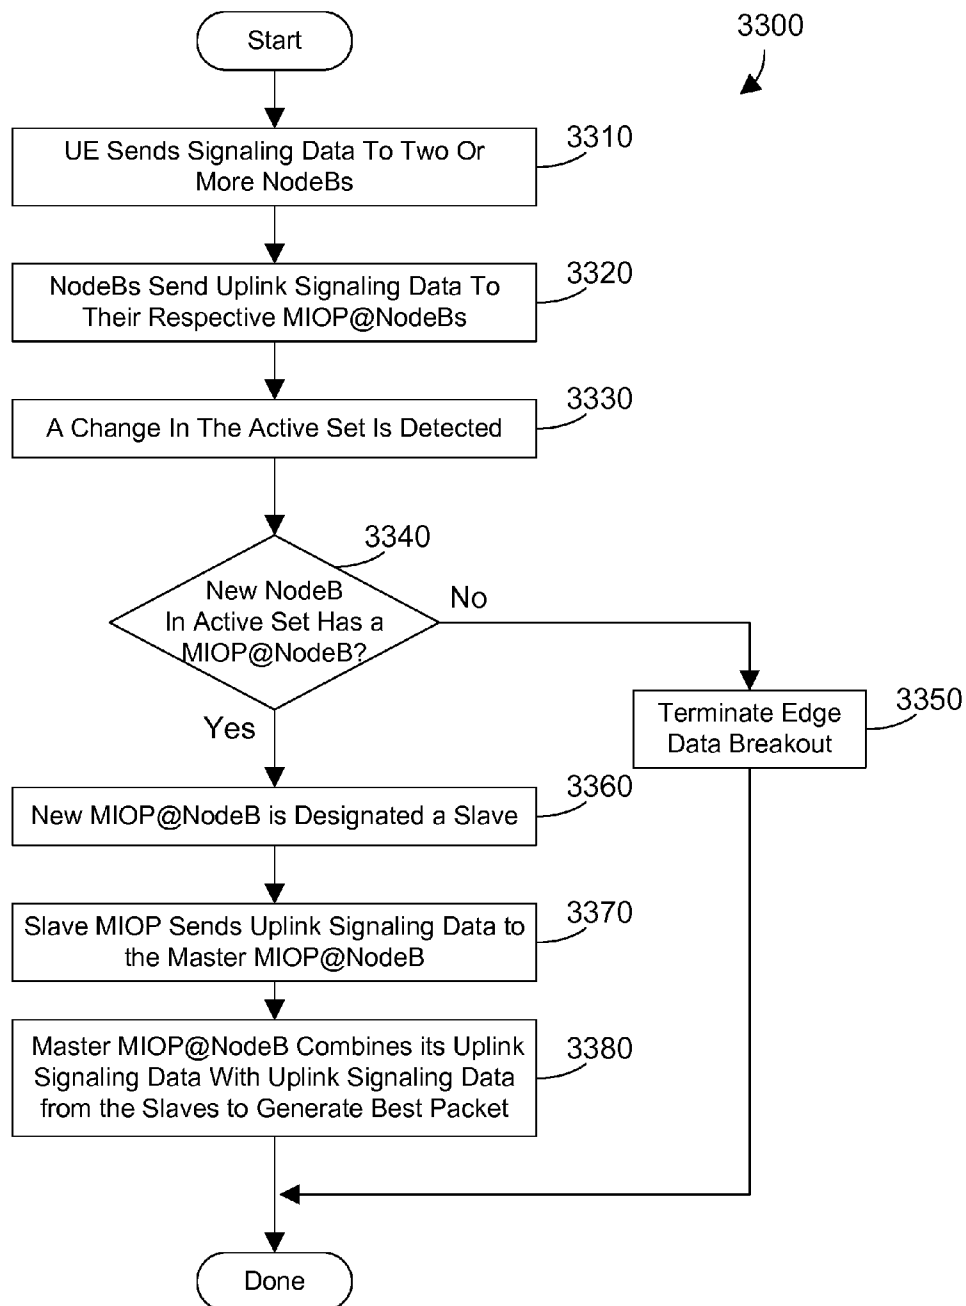 Start
3300
UE Sends Signaling Data To Two Or
More NodeBs
3310
NodeBs Send Uplink Signaling Data To
Their Respective MIOP@NodeBs
3320
A Change In The Active Set Is Detected
3330
New NodeB
In Active Set Has a
MIOP@NodeB?
3340
No
Yes
Terminate Edge
Data Breakout
3350
New MIOP@NodeB is Designated a Slave
3360
Slave MIOP Sends Uplink Signaling Data to
the Master MIOP@NodeB
3370
Master MIOP@NodeB Combines its Uplink
Signaling Data With Uplink Signaling Data
from the Slaves to Generate Best Packet
3380
Done